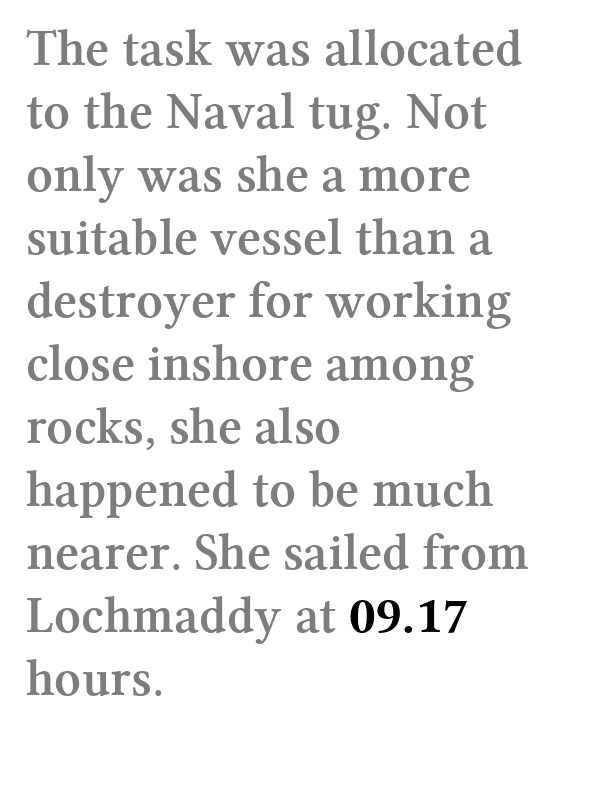 The task was allocated
to the Naval tug. Not
only was she a more
suitable vessel than a
destroyer for working
close inshore among
rocks, she also
happened to be much
nearer. She sailed from
Lochmaddy at 09.17
hours.